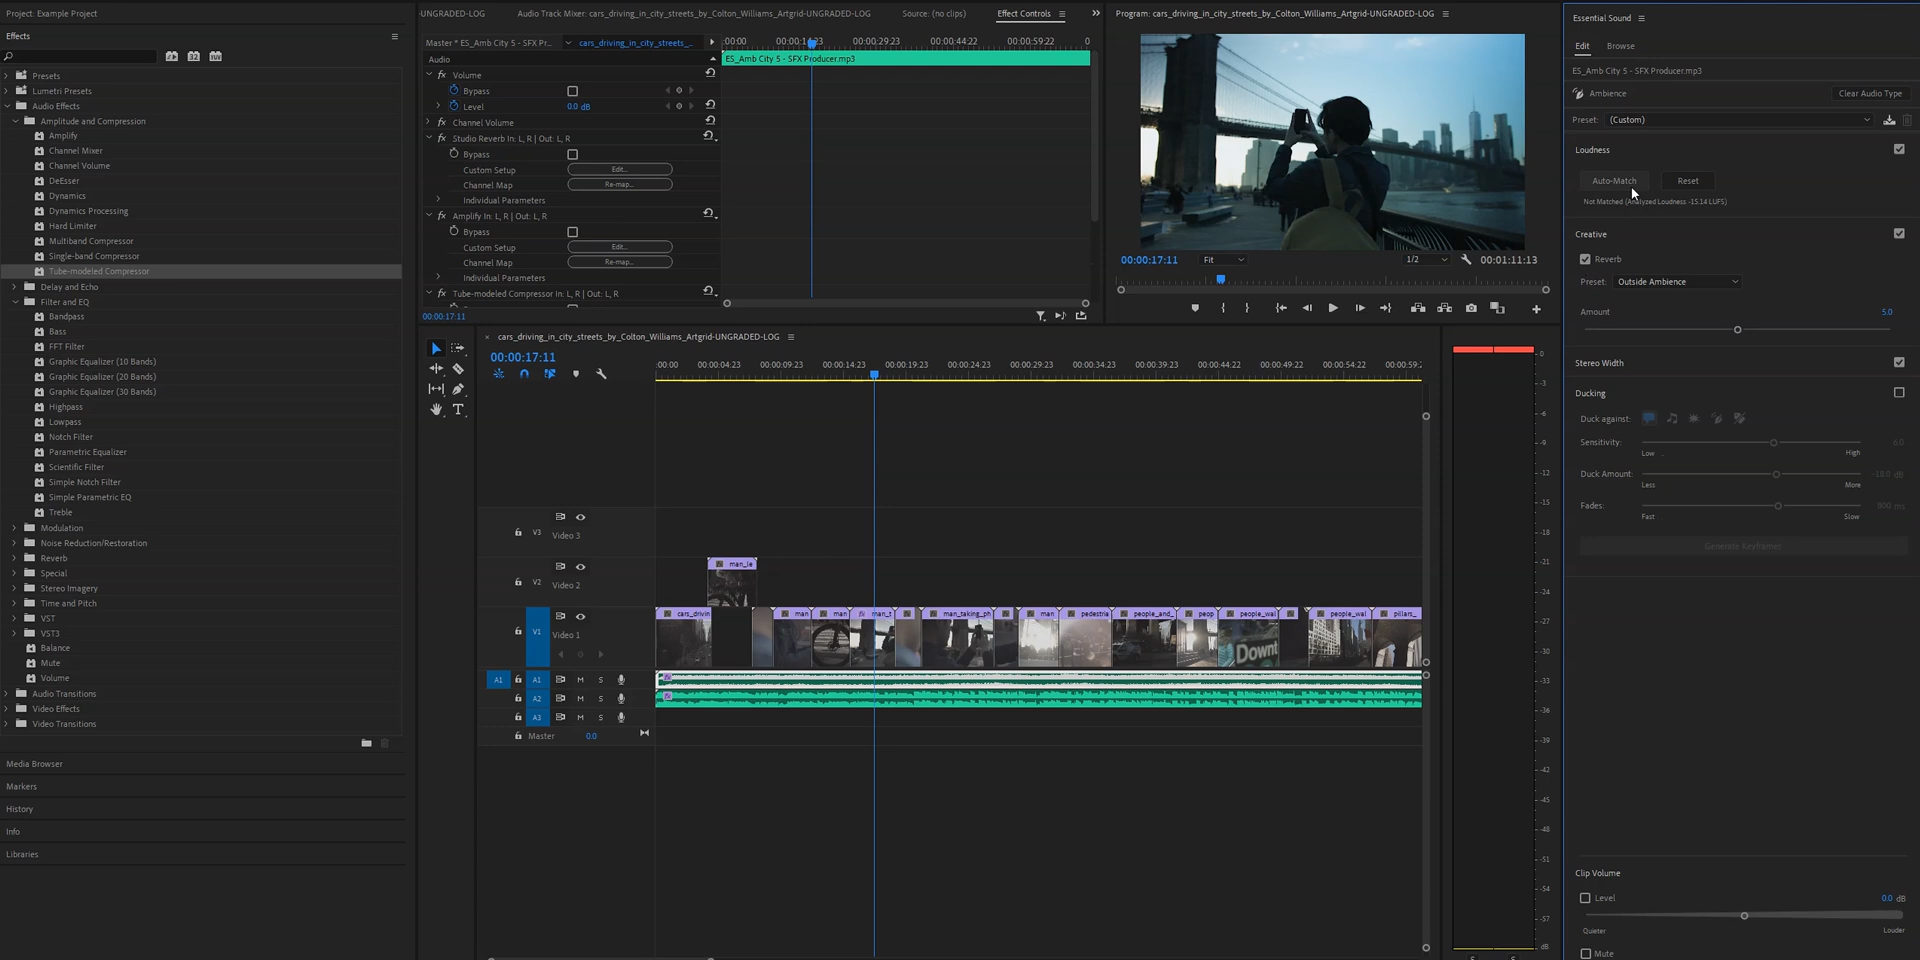 Project: Example Project
Effects
Presets
Lumetri Presets
Audio Effects
Amplitude and Compression
Amplify
Channel Mixer
Channel Volume
DeEsser
Dynamics
Dynamics Processing
Hard Limiter
Multiband Compressor
Single-band Compressor
Tube-modeled Compressor
Delay and Echo
Filter and EQ
Bandpass
Bass
FFT Filter
Graphic Equalizer (10 Bands)
Graphic Equalizer (20 Bands)
Graphic Equalizer (30 Bands)
Highpass
Lowpass
Notch Filter
Parametric Equalizer
Scientific Filter
Simple Notch Filter
Simple Parametric EQ
Treble
Modulation
Noise Reduction/Restoration
Reverb
Special
Stereo Imagery
Time and Pitch
VST
VST3
Balance
Mute
Volume
Audio Transitions
Video Effects
Video Transitions
Media Browser
Markers
History
Info
Libraries
-UNGRADED-LOG
Audio Track Mixer: cars_driving_in_city_streets_by_Colton_Williams_Artgrid-UNGRADED-LOG
Source: (no clips)
Effect Controls
Master * ES_Amb City 5 - SFX Pr...
cars_driving_in_city_streets_...
:00:00 00:00:14:23 00:00:29:23 00:00:44:22 00:00:59:22 0
Audio
ES_Amb City 5 - SFX Producer.mp3
fx Volume
Bypass
Level 0.0 dB
fx Channel Volume
fx Studio Reverb In: L, R | Out: L, R
Bypass
Custom Setup Edit...
Channel Map Re-map...
Individual Parameters
fx Amplify In: L, R | Out: L, R
Bypass
Custom Setup Edit...
Channel Map Re-map...
Individual Parameters
fx Tube-modeled Compressor In: L, R | Out: L, R
00:00:17:11
Program: cars_driving_in_city_streets_by_Colton_Williams_Artgrid-UNGRADED-LOG
00:00:17:11 Fit 1/2 00:01:11:13
cars_driving_in_city_streets_by_Colton_Williams_Artgrid-UNGRADED-LOG
00:00:17:11
:00:00 00:00:04:23 00:00:09:23 00:00:14:23 00:00:19:23 00:00:24:23 00:00:29:23 00:00:34:23 00:00:39:23 00:00:44:22 00:00:49:22 00:00:54:22 00:00:59:2
T
V3 Video 3
V2 Video 2
man_le
V1 Video 1
cars_drivin man man man_s man_taking_ph man pedestria people_and_ peop people_wal people_wal pillars_
Downt
A1 A1 M S
A2 M S
A3 M S
Master 0.0
0
-3
-6
-9
-12
-15
-18
-21
-24
-27
-30
-33
-36
-39
-42
-45
-48
-51
-54
-57
dB
S S
Essential Sound
Edit Browse
ES_Amb City 5 - SFX Producer.mp3
Ambience Clear Audio Type
Preset: (Custom)
Loudness
Auto-Match Reset
Not Matched (Analyzed Loudness -15.14 LUFS)
Creative
Reverb
Preset: Outside Ambience
Amount 5.0
Stereo Width
Ducking
Duck against:
Sensitivity: 6.0
Low High
Duck Amount: -18.0 dB
Less More
Fades: 900 ms
Fast Slow
Generate Keyframes
Clip Volume
Level 0.0 dB
Quieter Louder
Mute